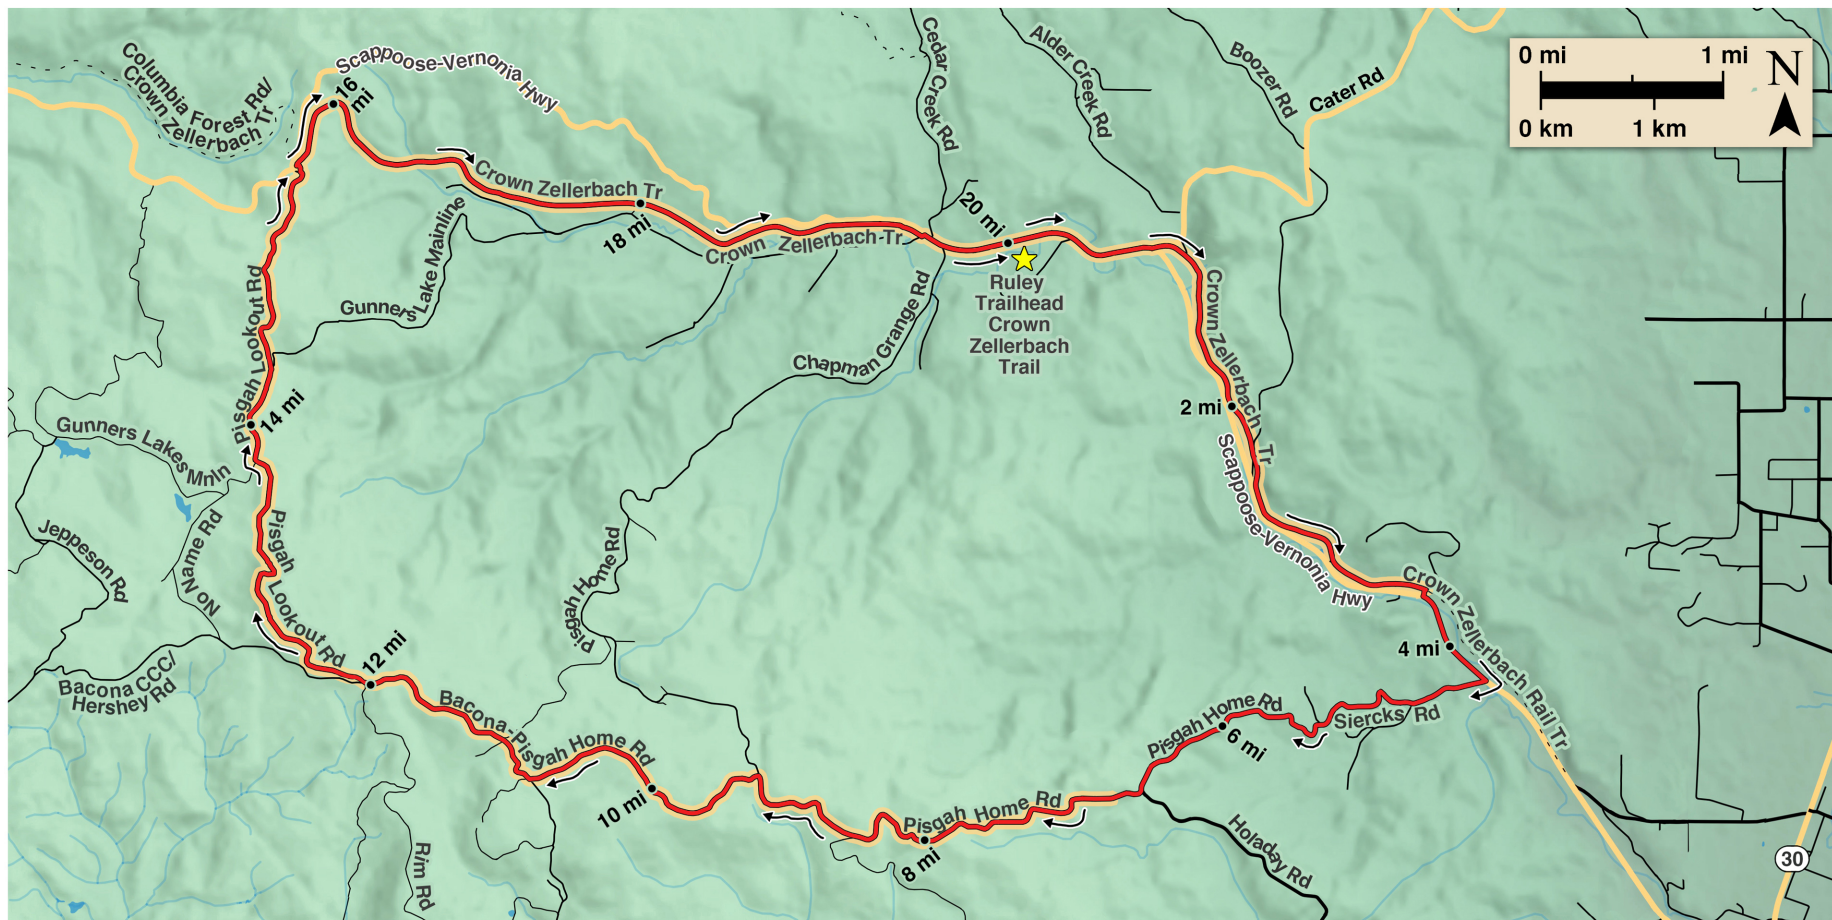 Columbia Forest Rd/
Crown Zellerbach Tr
Scappoose-Vernonia Hwy
16
mi
Cedar Creek Rd
Alder Creek Rd
Boozer Rd
Cater Rd
0 mi 1 mi
N
0 km 1 km
Crown Zellerbach Tr
18 mi
Gunners Lake Mainline
Crown Zellerbach Tr
20 mi
Ruley
Trailhead
Crown
Zellerbach
Trail
Chapman Grange Rd
Crown Zellerbach Tr
2 mi
Scappoose-Vernonia Hwy
Pisgah Lookout Rd
14 mi
Gunners Lakes Mnln
Jeppeson Rd
No Name Rd
Pisgah Lookout Rd
Pisgah Home Rd
12 mi
Bacona CCC/
Hershey Rd
Bacona-Pisgah Home Rd
10 mi
Rim Rd
Pisgah Home Rd
8 mi
Pisgah Home Rd
6 mi
Siercks Rd
4 mi
Crown Zellerbach Rail Tr
Holaday Rd
30